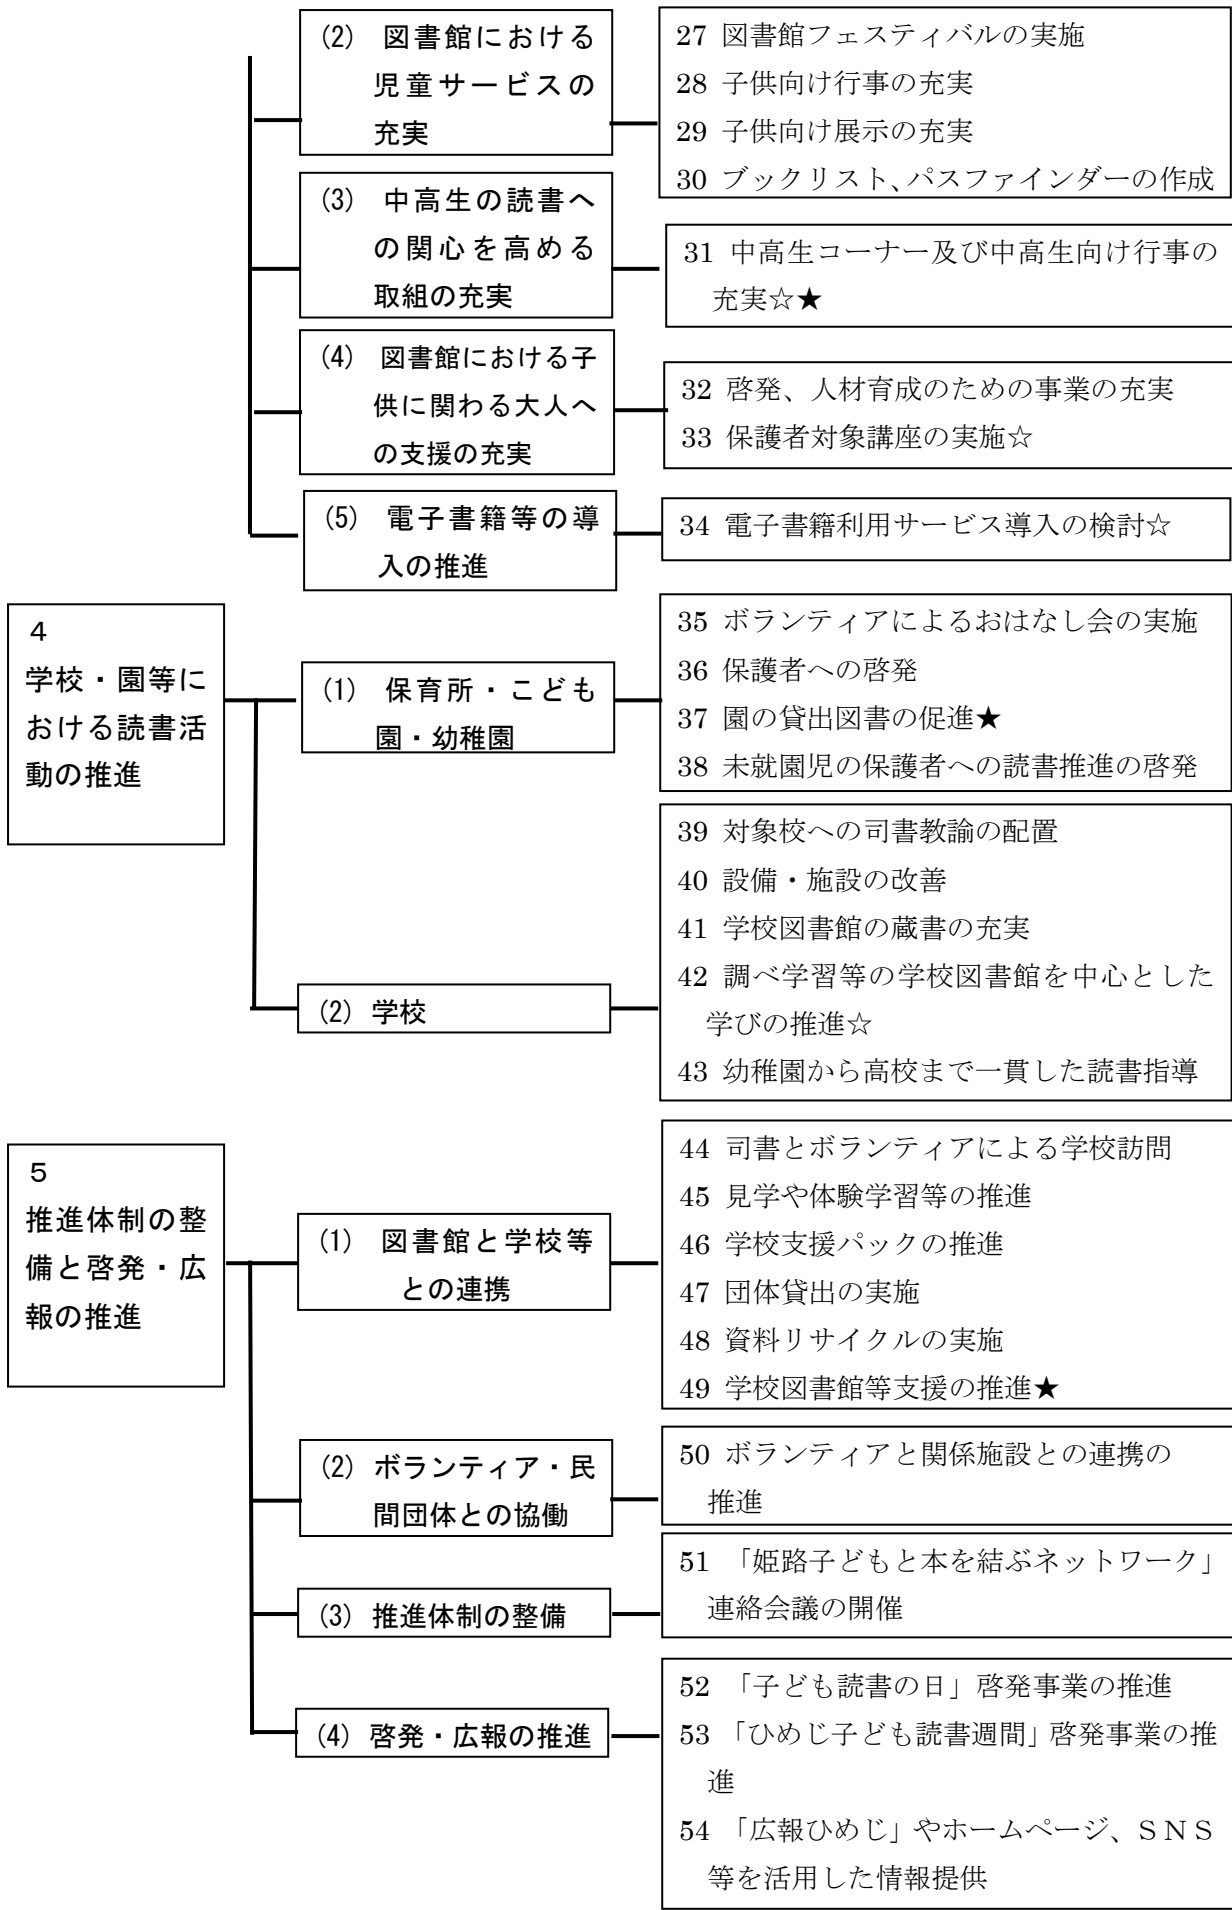 (2) 図書館における
児童サービスの
充実
27 図書館フェスティバルの実施
28 子供向け行事の充実
29 子供向け展示の充実
30 ブックリスト、パスファインダーの作成
(3) 中高生の読書へ
の関心を高める
取組の充実
31 中高生コーナー及び中高生向け行事の
充実☆★
(4) 図書館における子
供に関わる大人へ
の支援の充実
32 啓発、人材育成のための事業の充実
33 保護者対象講座の実施☆
(5) 電子書籍等の導
入の推進
34 電子書籍利用サービス導入の検討☆
4
学校・園等に
おける読書活
動の推進
(1) 保育所・こども
園・幼稚園
35 ボランティアによるおはなし会の実施
36 保護者への啓発
37 園の貸出図書の促進★
38 未就園児の保護者への読書推進の啓発
(2) 学校
39 対象校への司書教諭の配置
40 設備・施設の改善
41 学校図書館の蔵書の充実
42 調べ学習等の学校図書館を中心とした
学びの推進☆
43 幼稚園から高校まで一貫した読書指導
5
推進体制の整
備と啓発・広
報の推進
(1) 図書館と学校等
との連携
44 司書とボランティアによる学校訪問
45 見学や体験学習等の推進
46 学校支援パックの推進
47 団体貸出の実施
48 資料リサイクルの実施
49 学校図書館等支援の推進★
(2) ボランティア・民
間団体との協働
50 ボランティアと関係施設との連携の
推進
(3) 推進体制の整備
51 「姫路子どもと本を結ぶネットワーク」
連絡会議の開催
(4) 啓発・広報の推進
52 「子ども読書の日」啓発事業の推進
53 「ひめじ子ども読書週間」啓発事業の推
進
54 「広報ひめじ」やホームページ、ＳＮＳ
等を活用した情報提供